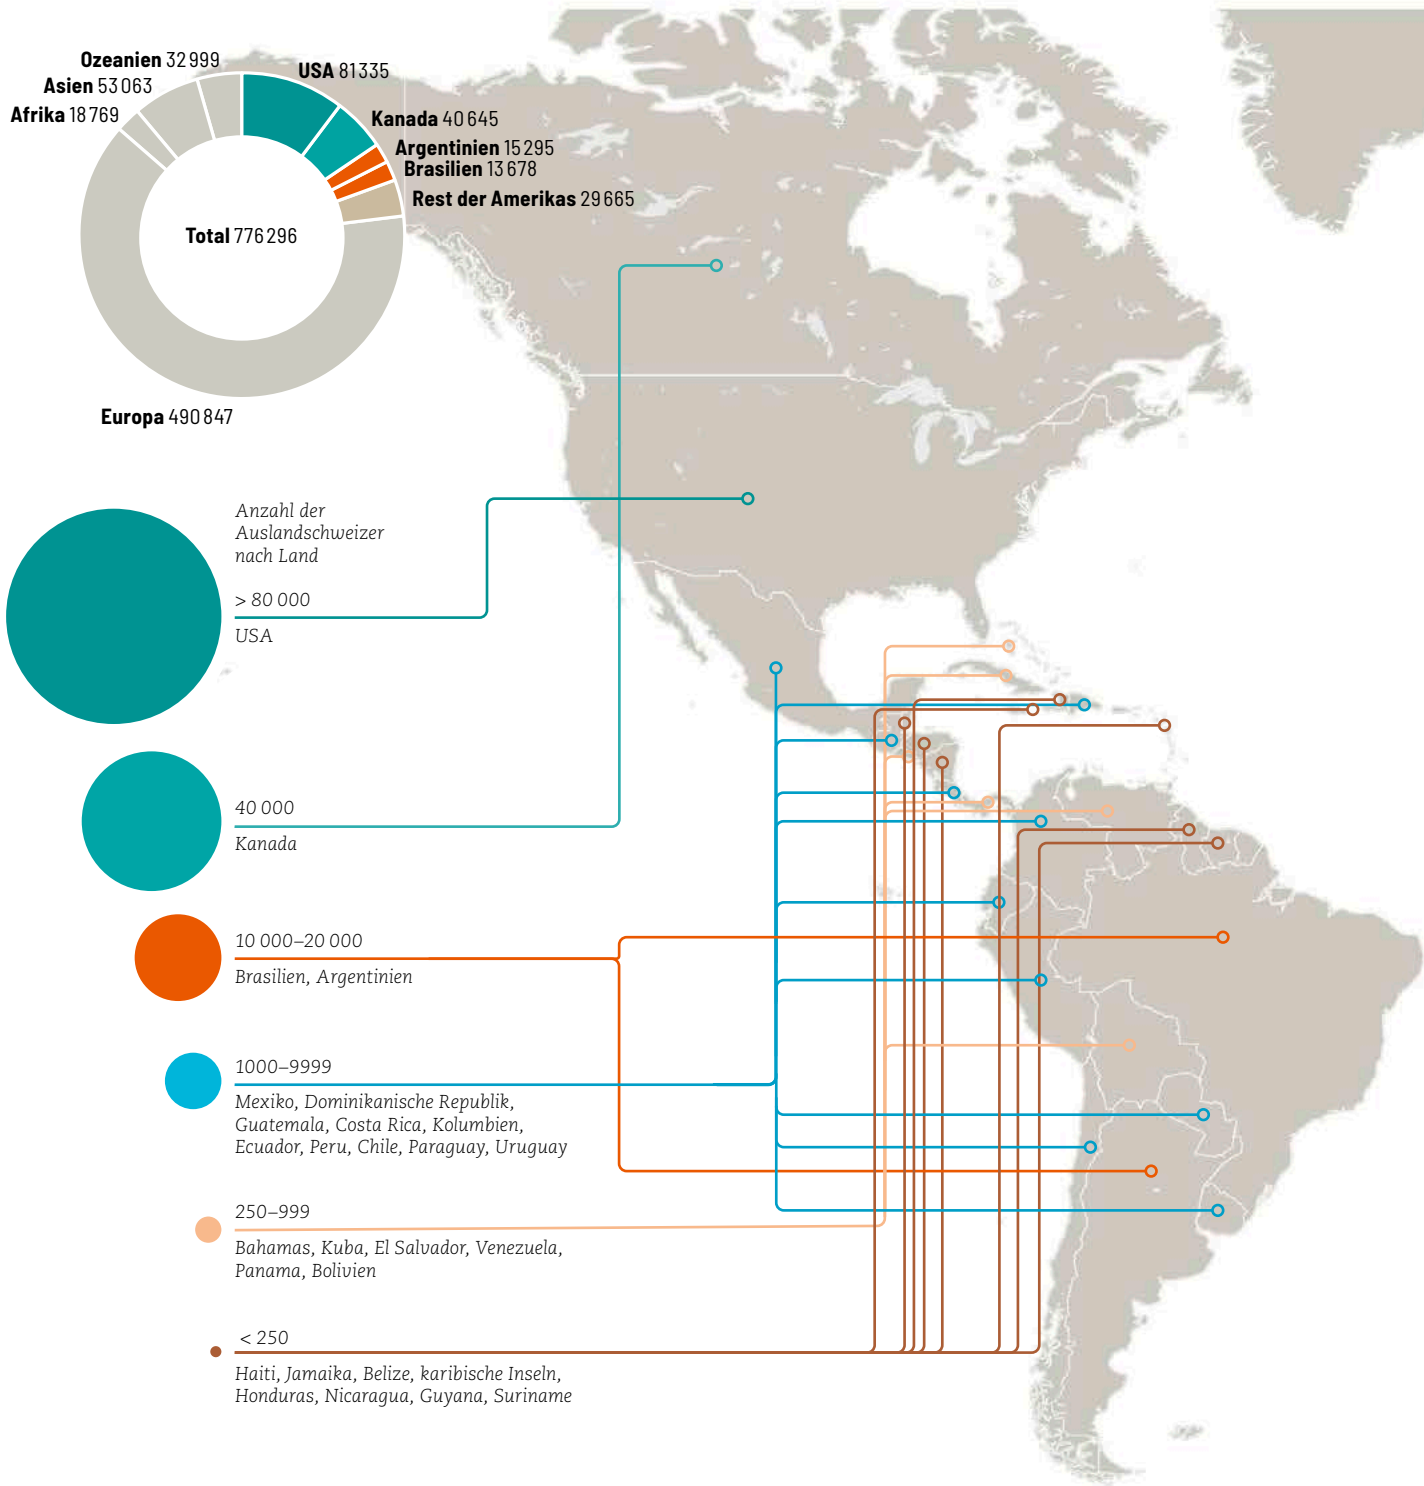 Ozeanien 32 999
USA 81 335
Asien 53 063
Afrika 18 769
Kanada 40 645
Argentinien 15 295
Brasilien 13 678
Rest der Amerikas 29 665
Total 776 296
Europa 490 847
Anzahl der
Auslandschweizer
nach Land
> 80 000
USA
40 000
Kanada
10 000–20 000
Brasilien, Argentinien
1000–9999
Mexiko, Dominikanische Republik,
Guatemala, Costa Rica, Kolumbien,
Ecuador, Peru, Chile, Paraguay, Uruguay
250–999
Bahamas, Kuba, El Salvador, Venezuela,
Panama, Bolivien
< 250
Haiti, Jamaika, Belize, karibische Inseln,
Honduras, Nicaragua, Guyana, Suriname